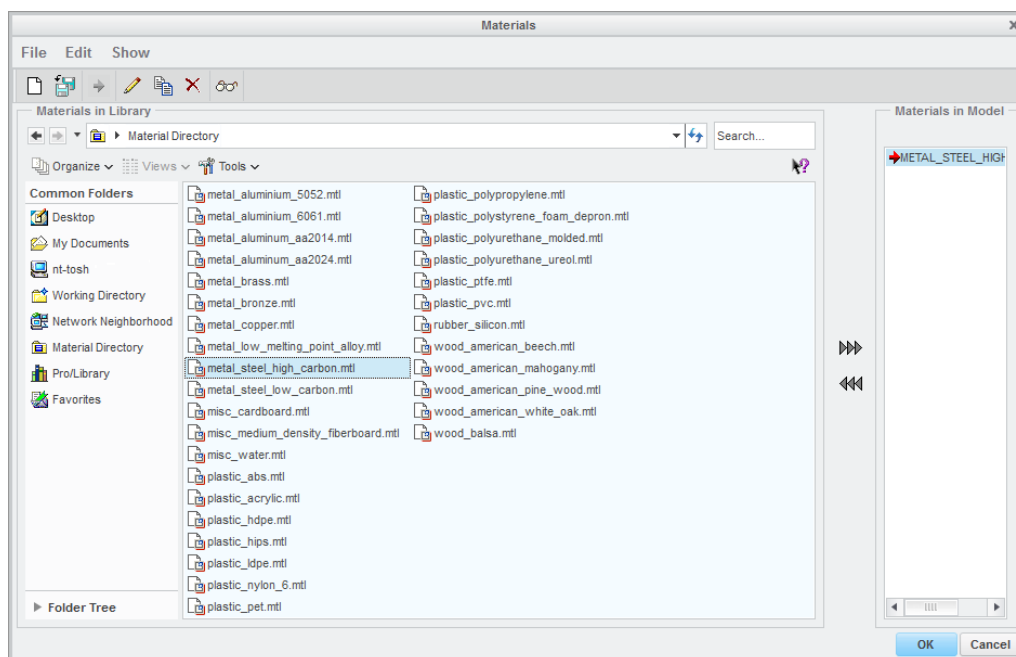 Materials
File Edit Show
Materials in Library
Materials in Model
Material Directory
Search...
Organize Views Tools
Common Folders
Desktop
My Documents
nt-tosh
Working Directory
Network Neighborhood
Material Directory
Pro/Library
Favorites
Folder Tree
metal_aluminium_5052.mtl
metal_aluminium_6061.mtl
metal_aluminum_aa2014.mtl
metal_aluminum_aa2024.mtl
metal_brass.mtl
metal_bronze.mtl
metal_copper.mtl
metal_low_melting_point_alloy.mtl
metal_steel_high_carbon.mtl
metal_steel_low_carbon.mtl
misc_cardboard.mtl
misc_medium_density_fiberboard.mtl
misc_water.mtl
plastic_abs.mtl
plastic_acrylic.mtl
plastic_hdpe.mtl
plastic_hips.mtl
plastic_ldpe.mtl
plastic_nylon_6.mtl
plastic_pet.mtl
plastic_polypropylene.mtl
plastic_polystyrene_foam_depron.mtl
plastic_polyurethane_molded.mtl
plastic_polyurethane_ureol.mtl
plastic_ptfe.mtl
plastic_pvc.mtl
rubber_silicon.mtl
wood_american_beech.mtl
wood_american_mahogany.mtl
wood_american_pine_wood.mtl
wood_american_white_oak.mtl
wood_balsa.mtl
METAL_STEEL_HIGH
OK Cancel